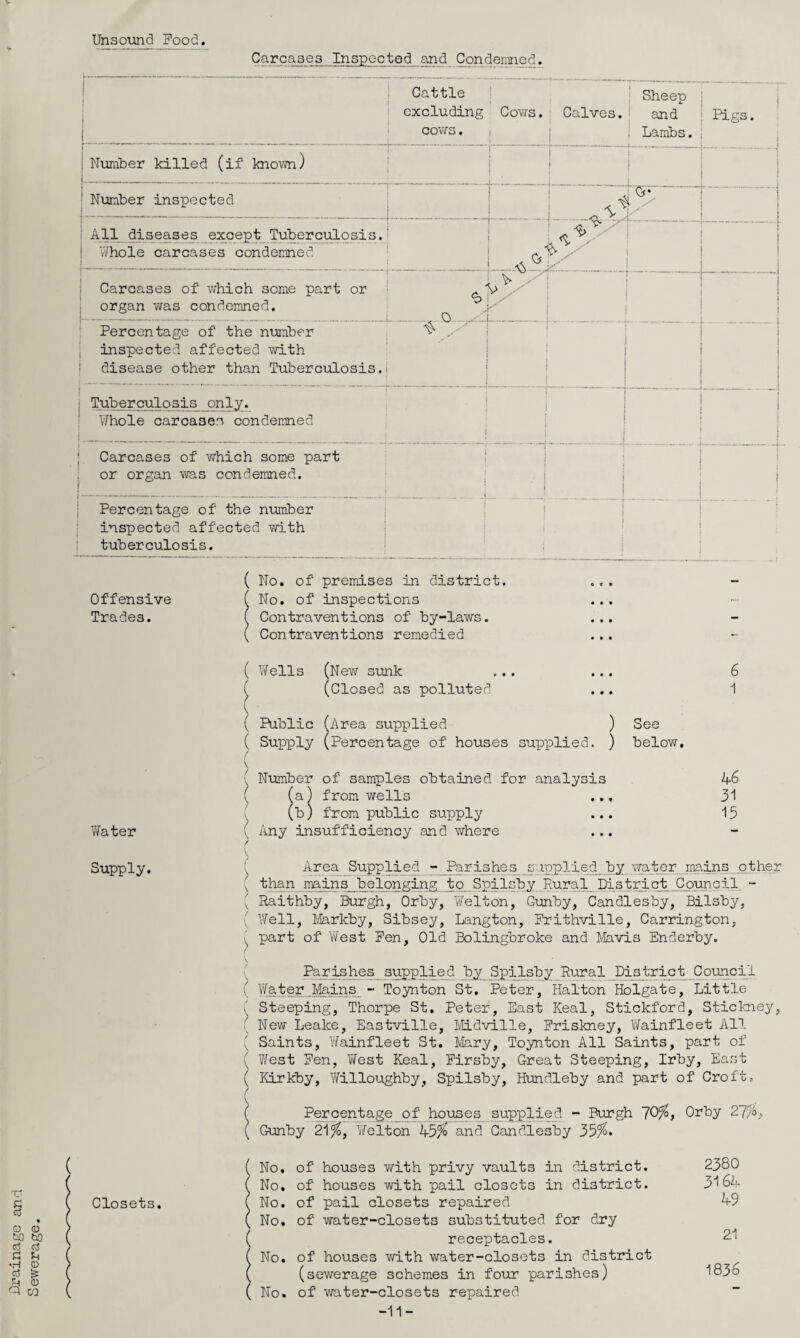 Unsound Food.
Carcases Inspected and Condemned.
Cattle excluding cows. Cows. Calves. Sheep and Lambs. Pigs.
Number killed (if known)
Number inspected
All diseases except Tuberculosis.
Whole carcases condemned
Carcases of which some part or
organ was condemned.
Percentage of the number
inspected affected with
disease other than Tuberculosis.
NO SLAUGHTERING.
Tuberculosis only.
Whole carcases condemned
Carcases of which some part
or organ was condemned.
Percentage of the number
inspected affected with
tuberculosis.
( No. of premises in district. ... -
Offensive ( No. of inspections ... -
Trades. ( Contraventions of by-laws. ... -
( Contraventions remedied ... -
( Wells (New sunk ... ... 6
( (Closed as polluted ... 1
(
( Public (Area supplied ) See
( Supply (Percentage of houses supplied. ) below.
(
( Number of samples obtained for analysis 46
( (a) from wells ... 31
( (b) from public supply ... 15
Water ( Any insufficiency and where ... -
Supply. ( Area Supplied - Parishes supplied by water mains other
( than mains belonging to Spilsby Rural District Council -
( Raithby, Burgh, Orby, Welton, Gunby, Candlesby, Bilsby,
( Well, Markby, Sibsey, Langton, Frithville, Carrington,
( part of West Fen, Old Bolingbroke and Mavis Enderby.
( Parishes supplied by Spilsby Rural District Council
( Water Mains - Toynton St. Peter, Halton Holgate, Little
( Steeping, Thorpe St. Peter, East Keal, Stickford, Stickney,
( New Leake, Eastville, Midville, Friskney, Wainfleet All
( Saints, Wainfleet St. Mary, Toynton All Saints, part of
( West Fen, West Keal, Firsby, Great Steeping, Irby, East
( Kirkby, Willoughby, Spilsby, Hundleby and part of Croft.
(
( Percentage of houses supplied - Burgh 70%, Orby 27%,
( Gunby 21%, Welton 45% and Candlesby 35%.
Drainage and
Sewerage.
( ( No. of houses with privy vaults in district. 2380
( ( No. of houses with pail closets in district. 3164
( Closets. ( No. of pail closets repaired 49
( ( No. of water-closets substituted for dry
( ( receptacles. 21
( ( No. of houses with water-closets in district
( ( (sewerage schemes in four parishes) 1836
( ( No. of water-closets repaired -
-11-